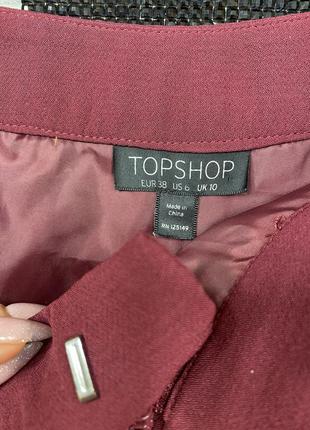 TOPSHOP
EUR 38 US 6 UK 10
Made in
China
RN 125149